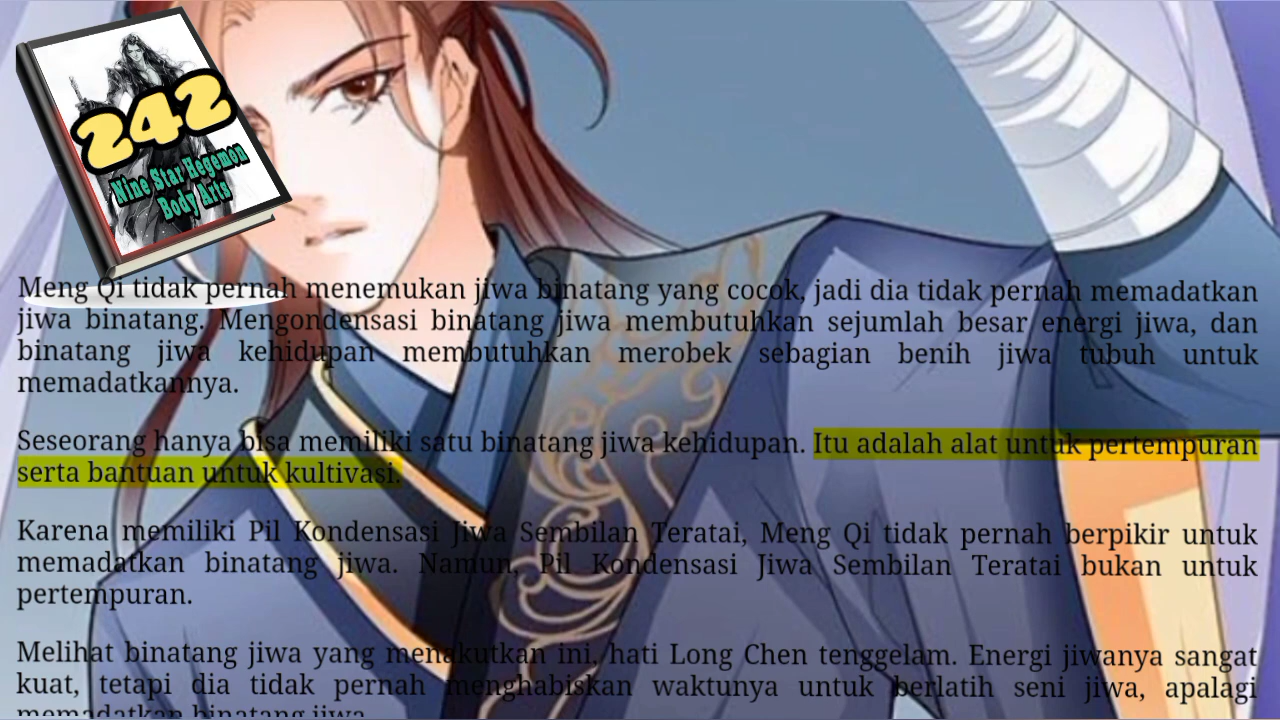 242
Nine Star Hegemon
Body Arts
Meng Qi tidak pernah menemukan jiwa binatang yang cocok, jadi dia tidak pernah memadatkan
jiwa binatang. Mengondensasi binatang jiwa membutuhkan sejumlah besar energi jiwa, dan
binatang jiwa kehidupan membutuhkan merobek sebagian benih jiwa tubuh untuk
memadatkannya.
Seseorang hanya bisa memiliki satu binatang jiwa kehidupan. Itu adalah alat untuk pertempuran
serta bantuan untuk kultivasi.
Karena memiliki Pil Kondensasi Jiwa Sembilan Teratai, Meng Qi tidak pernah berpikir untuk
memadatkan binatang jiwa. Namun, Pil Kondensasi Jiwa Sembilan Teratai bukan untuk
pertempuran.
Melihat binatang jiwa yang menakutkan ini, hati Long Chen tenggelam. Energi jiwanya sangat
kuat, tetapi dia tidak pernah menghabiskan waktunya untuk berlatih seni jiwa, apalagi
memadatkan binatang jiwa.